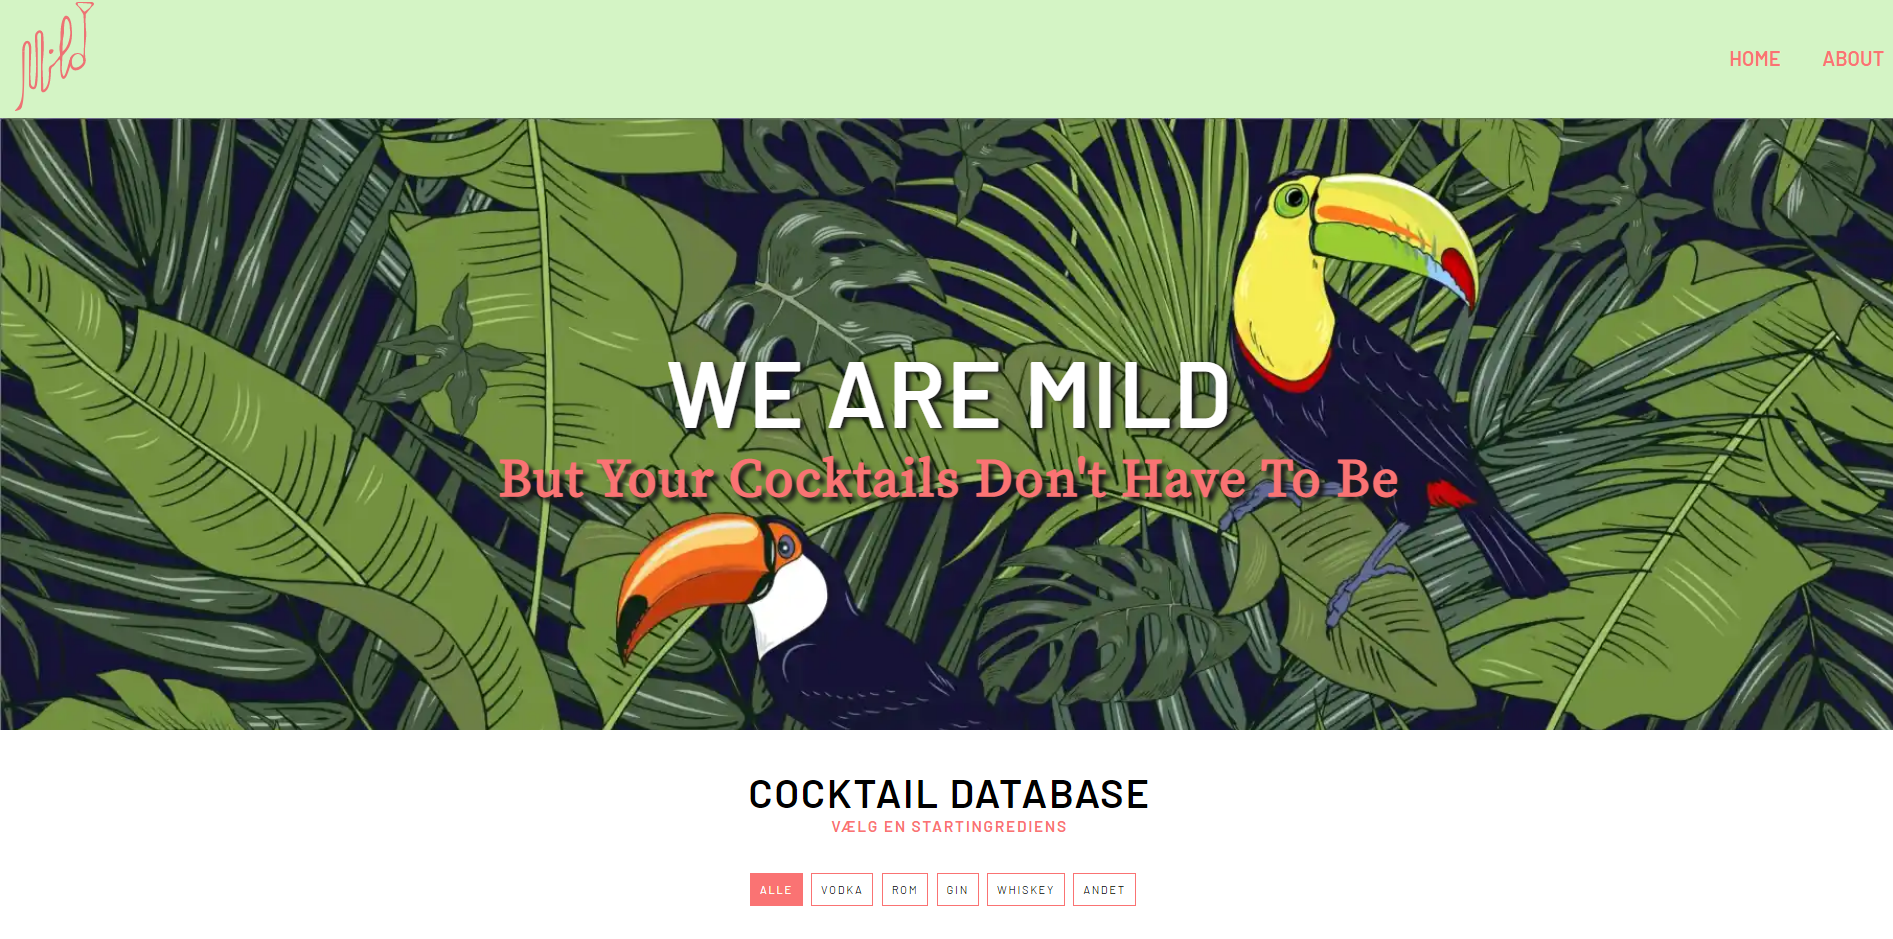 Mild
HOME ABOUT
WE ARE MILD
But Your Cocktails Don't Have To Be
COCKTAIL DATABASE
VÆLG EN STARTINGREDIENS
ALLE VODKA ROM GIN WHISKEY ANDET